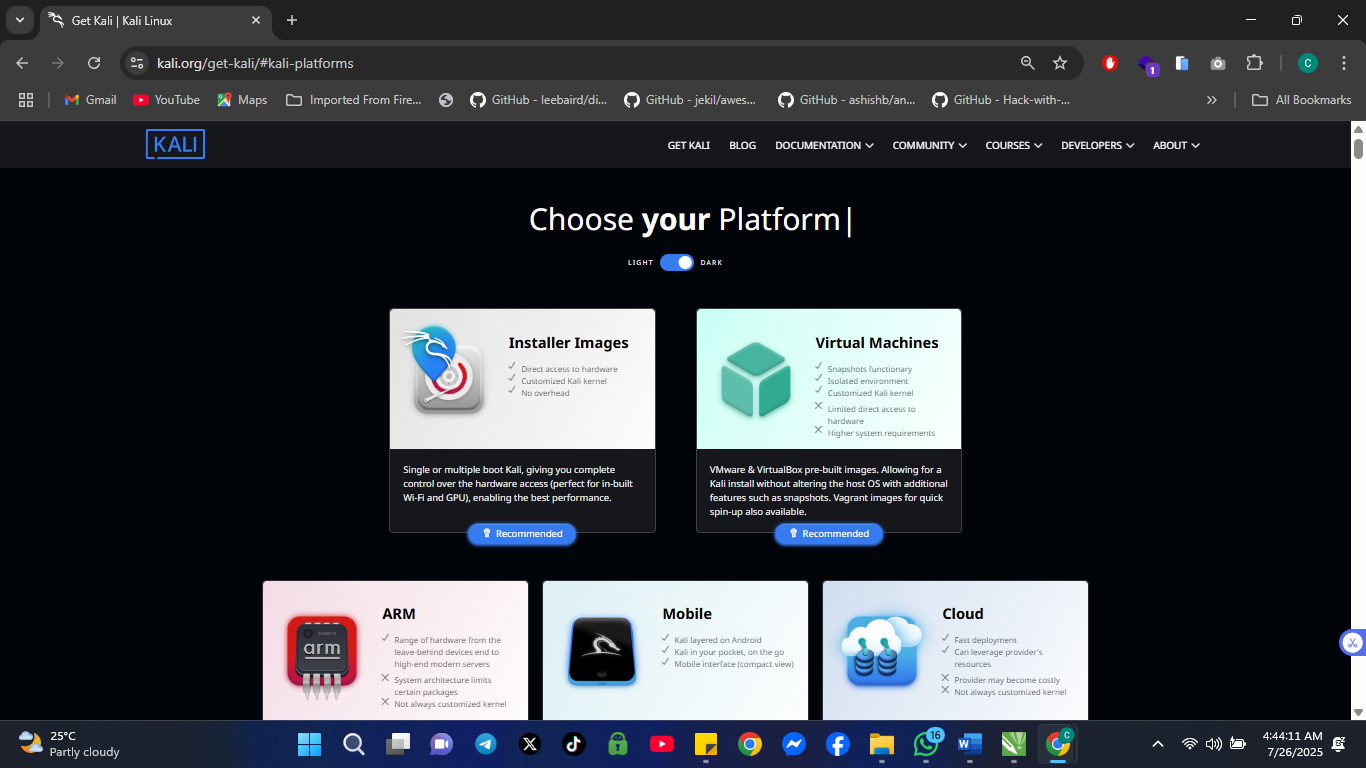 Get Kali | Kali Linux
kali.org/get-kali/#kali-platforms
1
C
Gmail
YouTube
Maps
Imported From Fire...
GitHub - leebaird/di...
GitHub - jekil/awes...
GitHub - ashishb/an...
GitHub - Hack-with-...
All Bookmarks
KALI
GET KALI
BLOG
DOCUMENTATION
COMMUNITY
COURSES
DEVELOPERS
ABOUT
Choose your Platform|
LIGHT
DARK
Installer Images
Direct access to hardware
Customized Kali kernel
No overhead
Single or multiple boot Kali, giving you complete
control over the hardware access (perfect for in-built
Wi-Fi and GPU), enabling the best performance.
Recommended
Virtual Machines
Snapshots functionary
Isolated environment
Customized Kali kernel
Limited direct access to
hardware
Higher system requirements
VMware & VirtualBox pre-built images. Allowing for a
Kali install without altering the host OS with additional
features such as snapshots. Vagrant images for quick
spin-up also available.
Recommended
arm
ARM
Range of hardware from the
leave-behind devices end to
high-end modern servers
System architecture limits
certain packages
Not always customized kernel
Mobile
Kali layered on Android
Kali in your pocket, on the go
Mobile interface (compact view)
Cloud
Fast deployment
Can leverage provider's
resources
Provider may become costly
Not always customized kernel
25°C
Partly cloudy
16
C
4:44:11 AM
7/26/2025